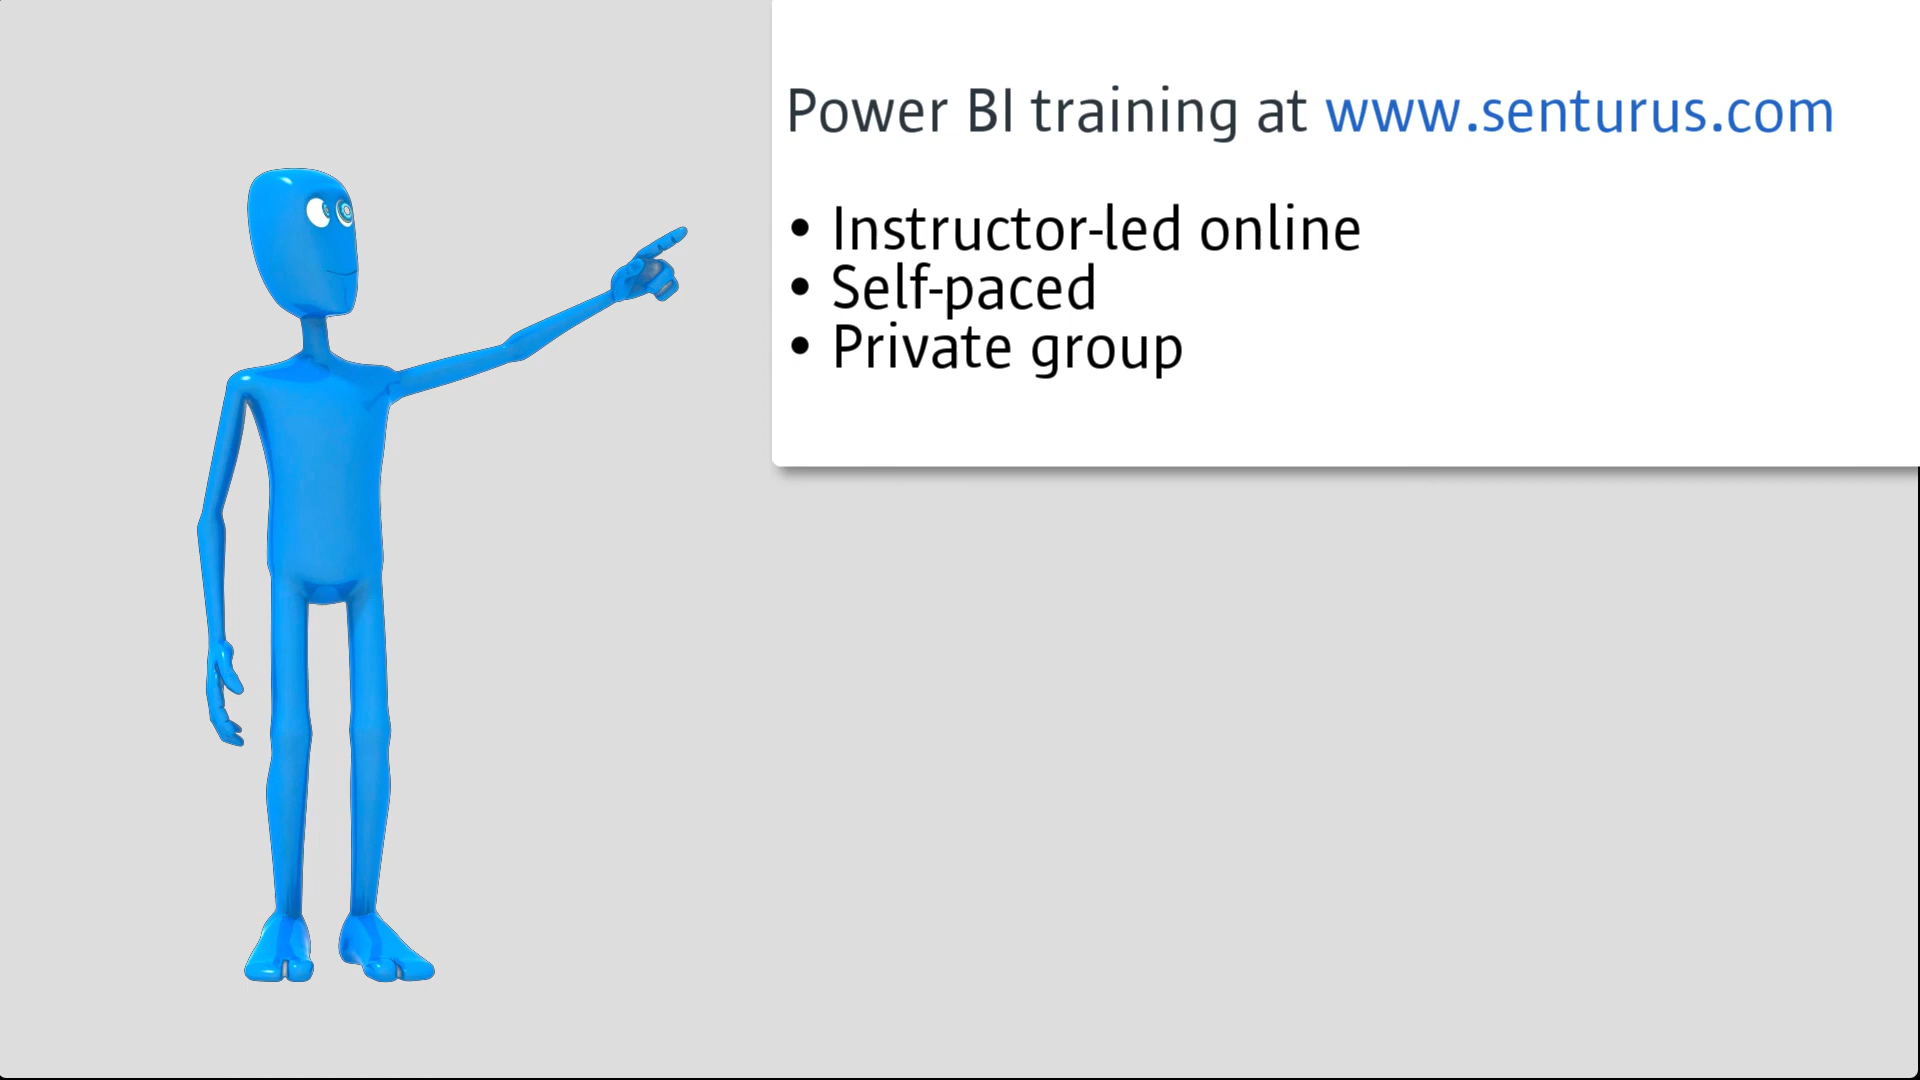 Power BI training at www.senturus.com
• Instructor-led online
• Self-paced
• Private group